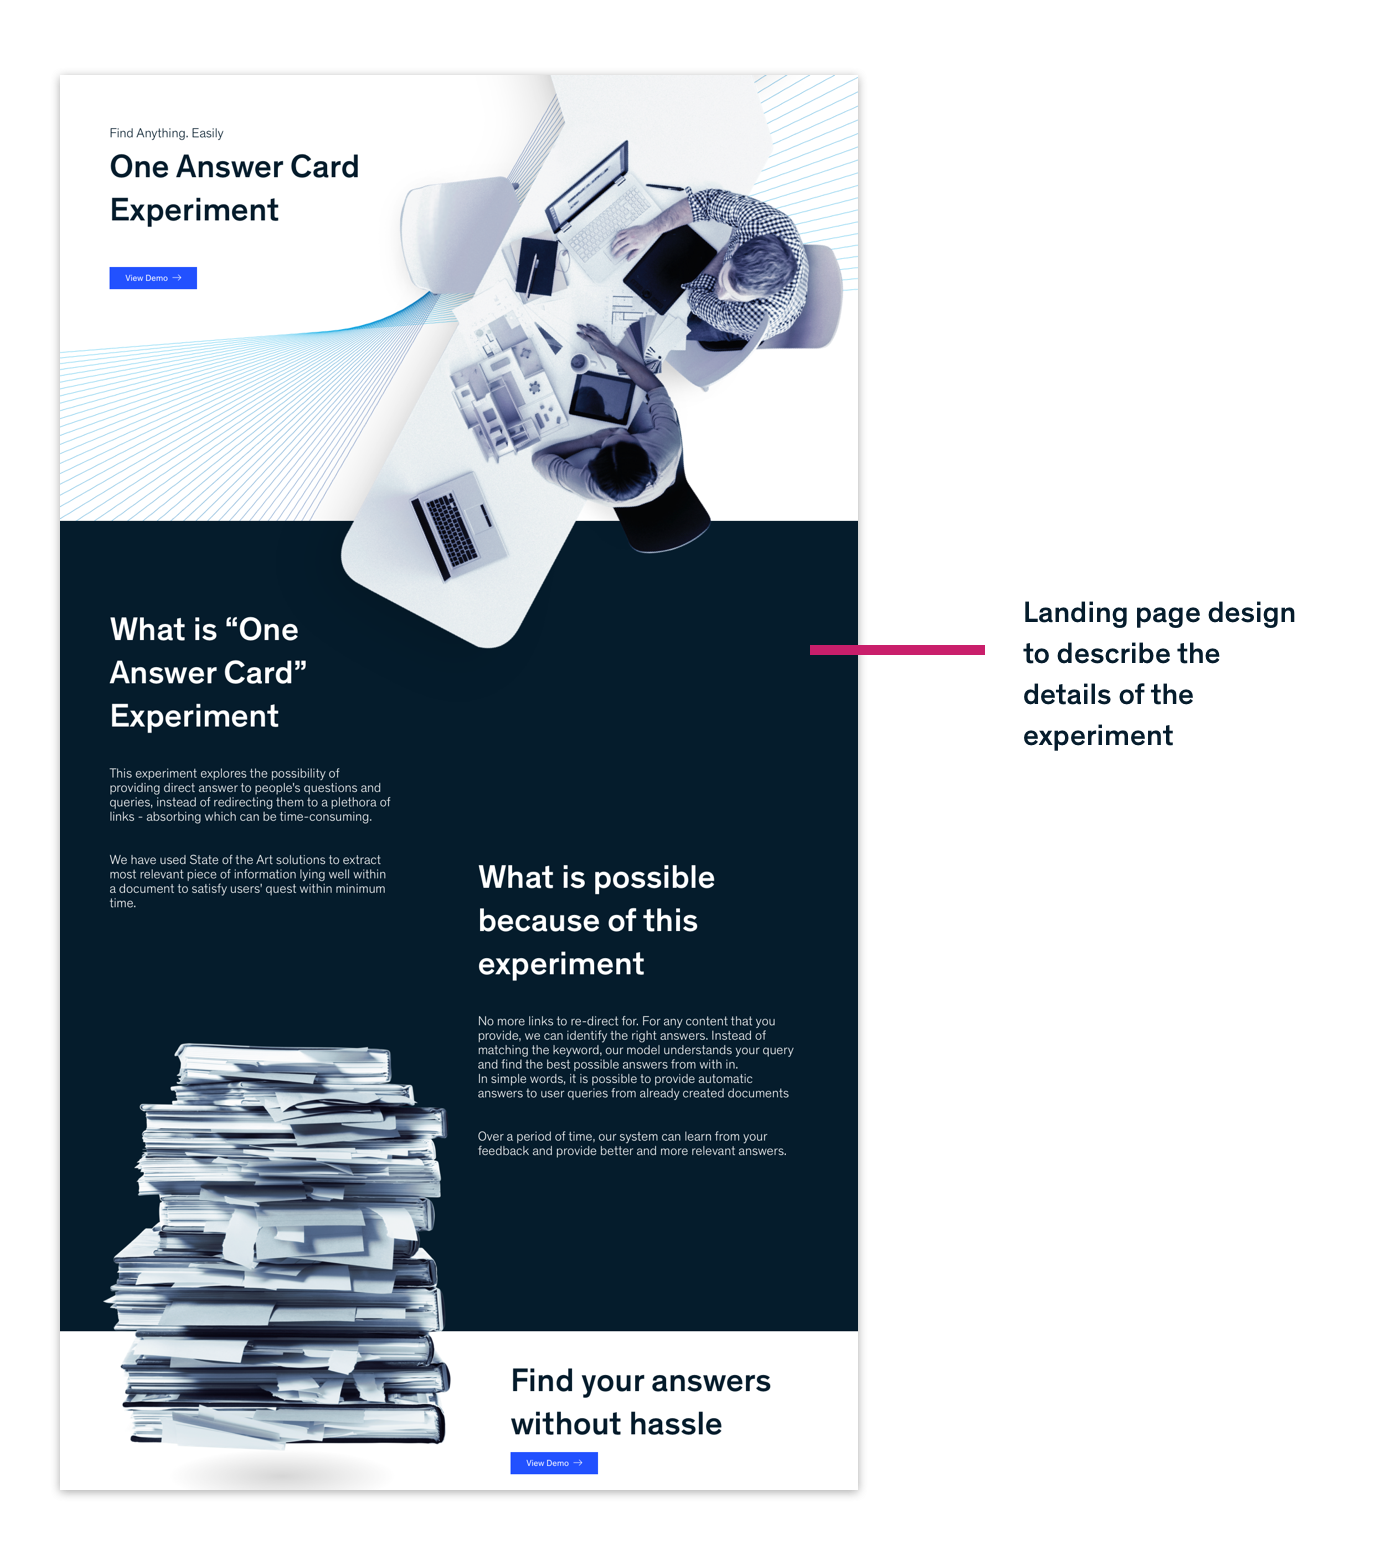 Find Anything. Easily
One Answer Card
Experiment
View Demo →
What is “One
Answer Card”
Experiment
This experiment explores the possibility of
providing direct answer to people's questions and
queries, instead of redirecting them to a plethora of
links - absorbing which can be time-consuming.
We have used State of the Art solutions to extract
most relevant piece of information lying well within
a document to satisfy users' quest within minimum
time.
What is possible
because of this
experiment
No more links to re-direct for. For any content that you
provide, we can identify the right answers. Instead of
matching the keyword, our model understands your query
and find the best possible answers from with in.
In simple words, it is possible to provide automatic
answers to user queries from already created documents
Over a period of time, our system can learn from your
feedback and provide better and more relevant answers.
Find your answers
without hassle
View Demo →
Landing page design
to describe the
details of the
experiment